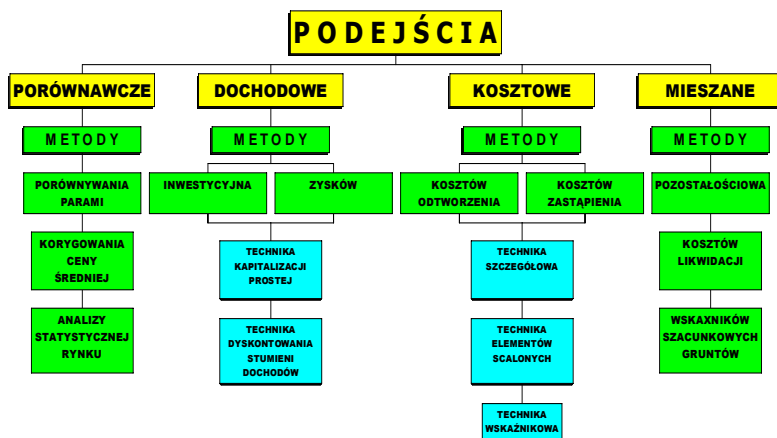 PODEJŚCIA
PORÓWNAWCZE
DOCHODOWE
KOSZTOWE
MIESZANE
METODY
METODY
METODY
METODY
PORÓWNYWANIA
PARAMI
INWESTYCYJNA
ZYSKÓW
KOSZTÓW
ODTWORZENIA
KOSZTÓW
ZASTĄPIENIA
POZOSTAŁOŚCIOWA
KORYGOWANIA
CENY
ŚREDNIEJ
TECHNIKA
KAPITALIZACJI
PROSTEJ
TECHNIKA
SZCZEGÓŁOWA
KOSZTÓW
LIKWIDACJI
ANALIZY
STATYSTYCZNEJ
RYNKU
TECHNIKA
DYSKONTOWANIA
STUMIENI
DOCHODÓW
TECHNIKA
ELEMENTÓW
SCALONYCH
WSKAXNIKÓW
SZACUNKOWYCH
GRUNTÓW
TECHNIKA
WSKAŹNIKOWA